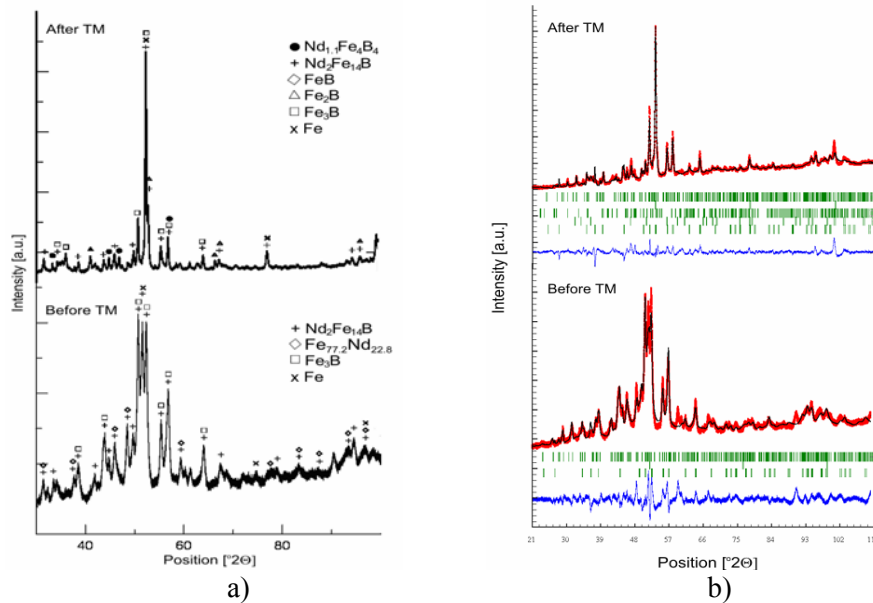 After TM
● Nd1.1Fe4B4
+ Nd2Fe14B
◇ FeB
△ Fe2B
□ Fe3B
x Fe
Before TM
+ Nd2Fe14B
◇ Fe77.2Nd22.8
□ Fe3B
x Fe
Intensity [a.u.]
40 60 80
Position [°2Θ]
a)
After TM
Before TM
Intensity [a.u.]
21 30 39 48 57 66 75 84 93 102 11
Position [°2Θ]
b)